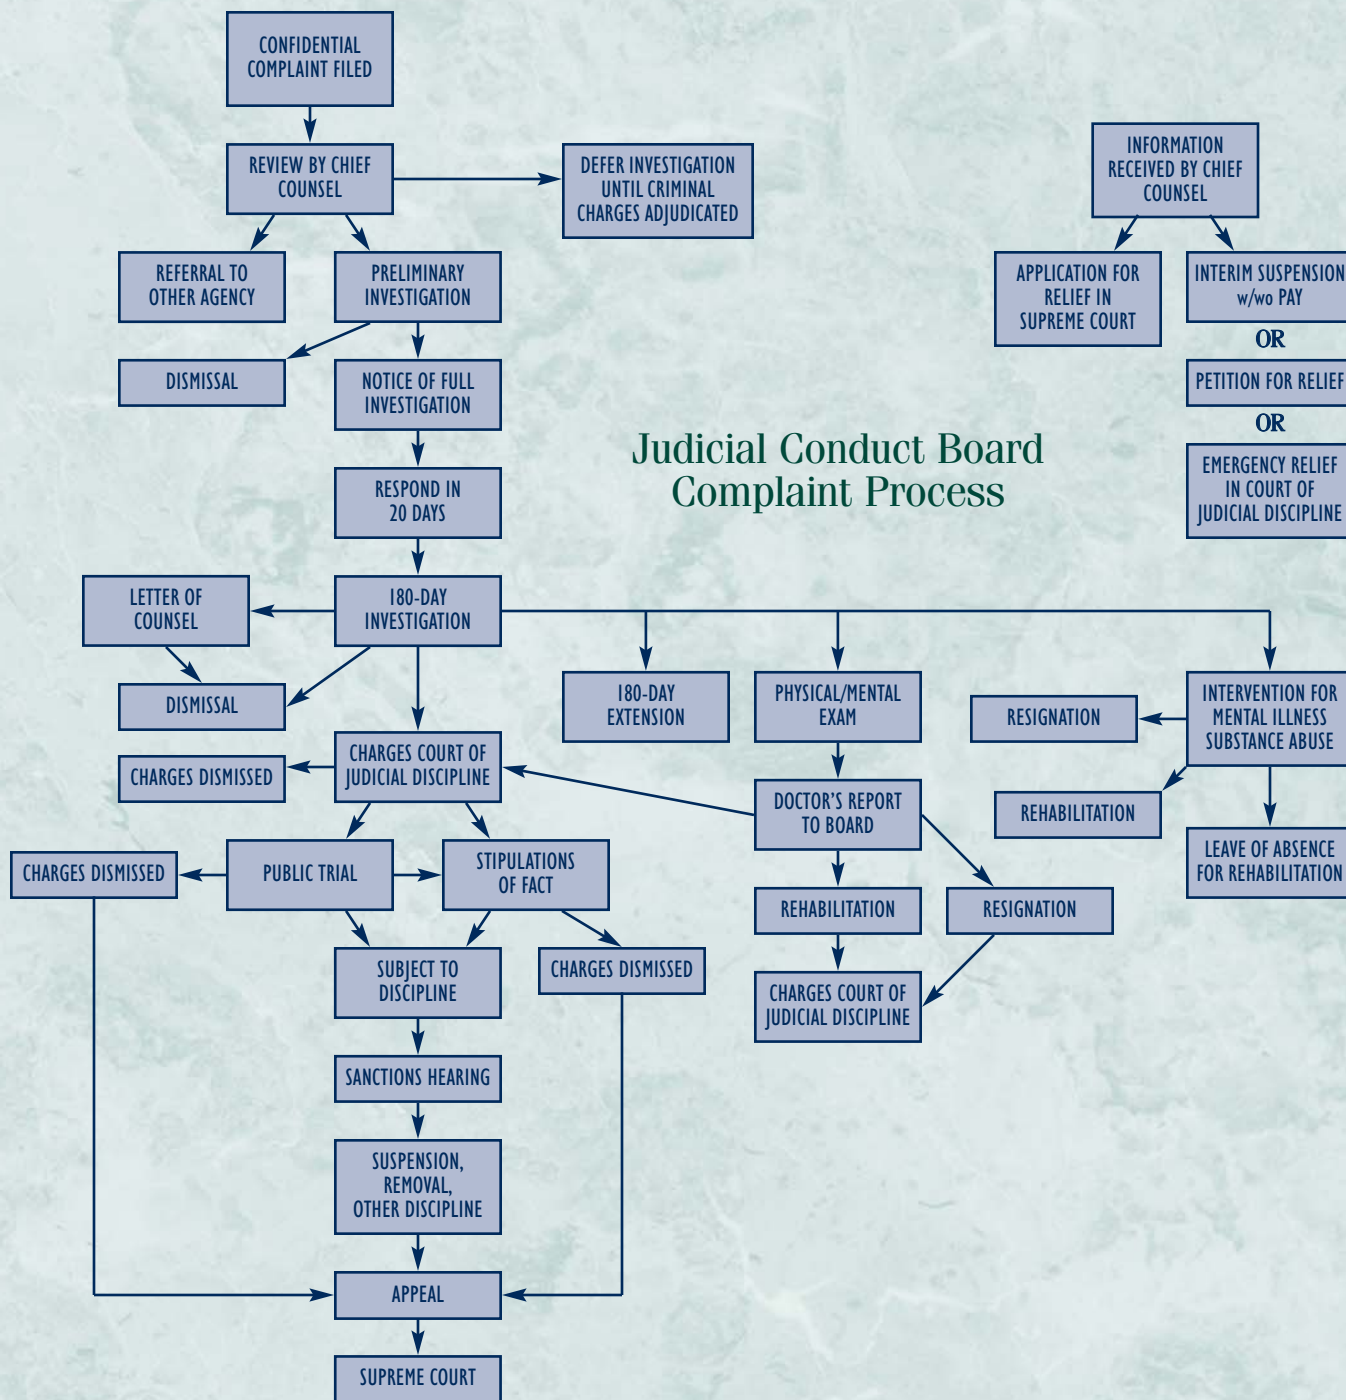 CONFIDENTIAL
COMPLAINT FILED
REVIEW BY CHIEF
COUNSEL
DEFER INVESTIGATION
UNTIL CRIMINAL
CHARGES ADJUDICATED
INFORMATION
RECEIVED BY CHIEF
COUNSEL
REFERRAL TO
OTHER AGENCY
PRELIMINARY
INVESTIGATION
APPLICATION FOR
RELIEF IN
SUPREME COURT
INTERIM SUSPENSION
w/wo PAY
OR
DISMISSAL
NOTICE OF FULL
INVESTIGATION
PETITION FOR RELIEF
OR
Judicial Conduct Board
Complaint Process
EMERGENCY RELIEF
IN COURT OF
JUDICIAL DISCIPLINE
RESPOND IN
20 DAYS
LETTER OF
COUNSEL
180-DAY
INVESTIGATION
DISMISSAL
180-DAY
EXTENSION
PHYSICAL/MENTAL
EXAM
RESIGNATION
INTERVENTION FOR
MENTAL ILLNESS
SUBSTANCE ABUSE
CHARGES DISMISSED
CHARGES COURT OF
JUDICIAL DISCIPLINE
DOCTOR'S REPORT
TO BOARD
REHABILITATION
LEAVE OF ABSENCE
FOR REHABILITATION
CHARGES DISMISSED
PUBLIC TRIAL
STIPULATIONS
OF FACT
REHABILITATION
RESIGNATION
SUBJECT TO
DISCIPLINE
CHARGES DISMISSED
CHARGES COURT OF
JUDICIAL DISCIPLINE
SANCTIONS HEARING
SUSPENSION,
REMOVAL,
OTHER DISCIPLINE
APPEAL
SUPREME COURT